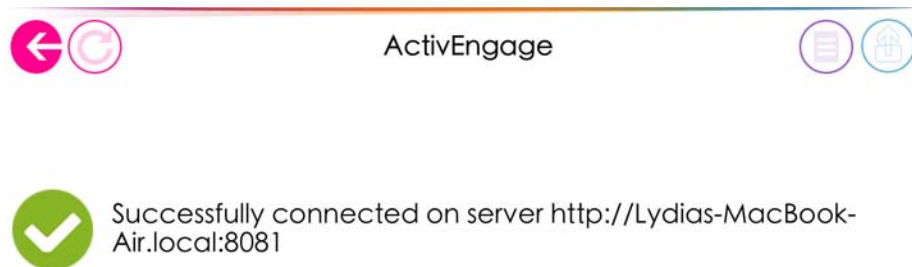 ActivEngage
Successfully connected on server http://Lydias-MacBook-
Air.local:8081